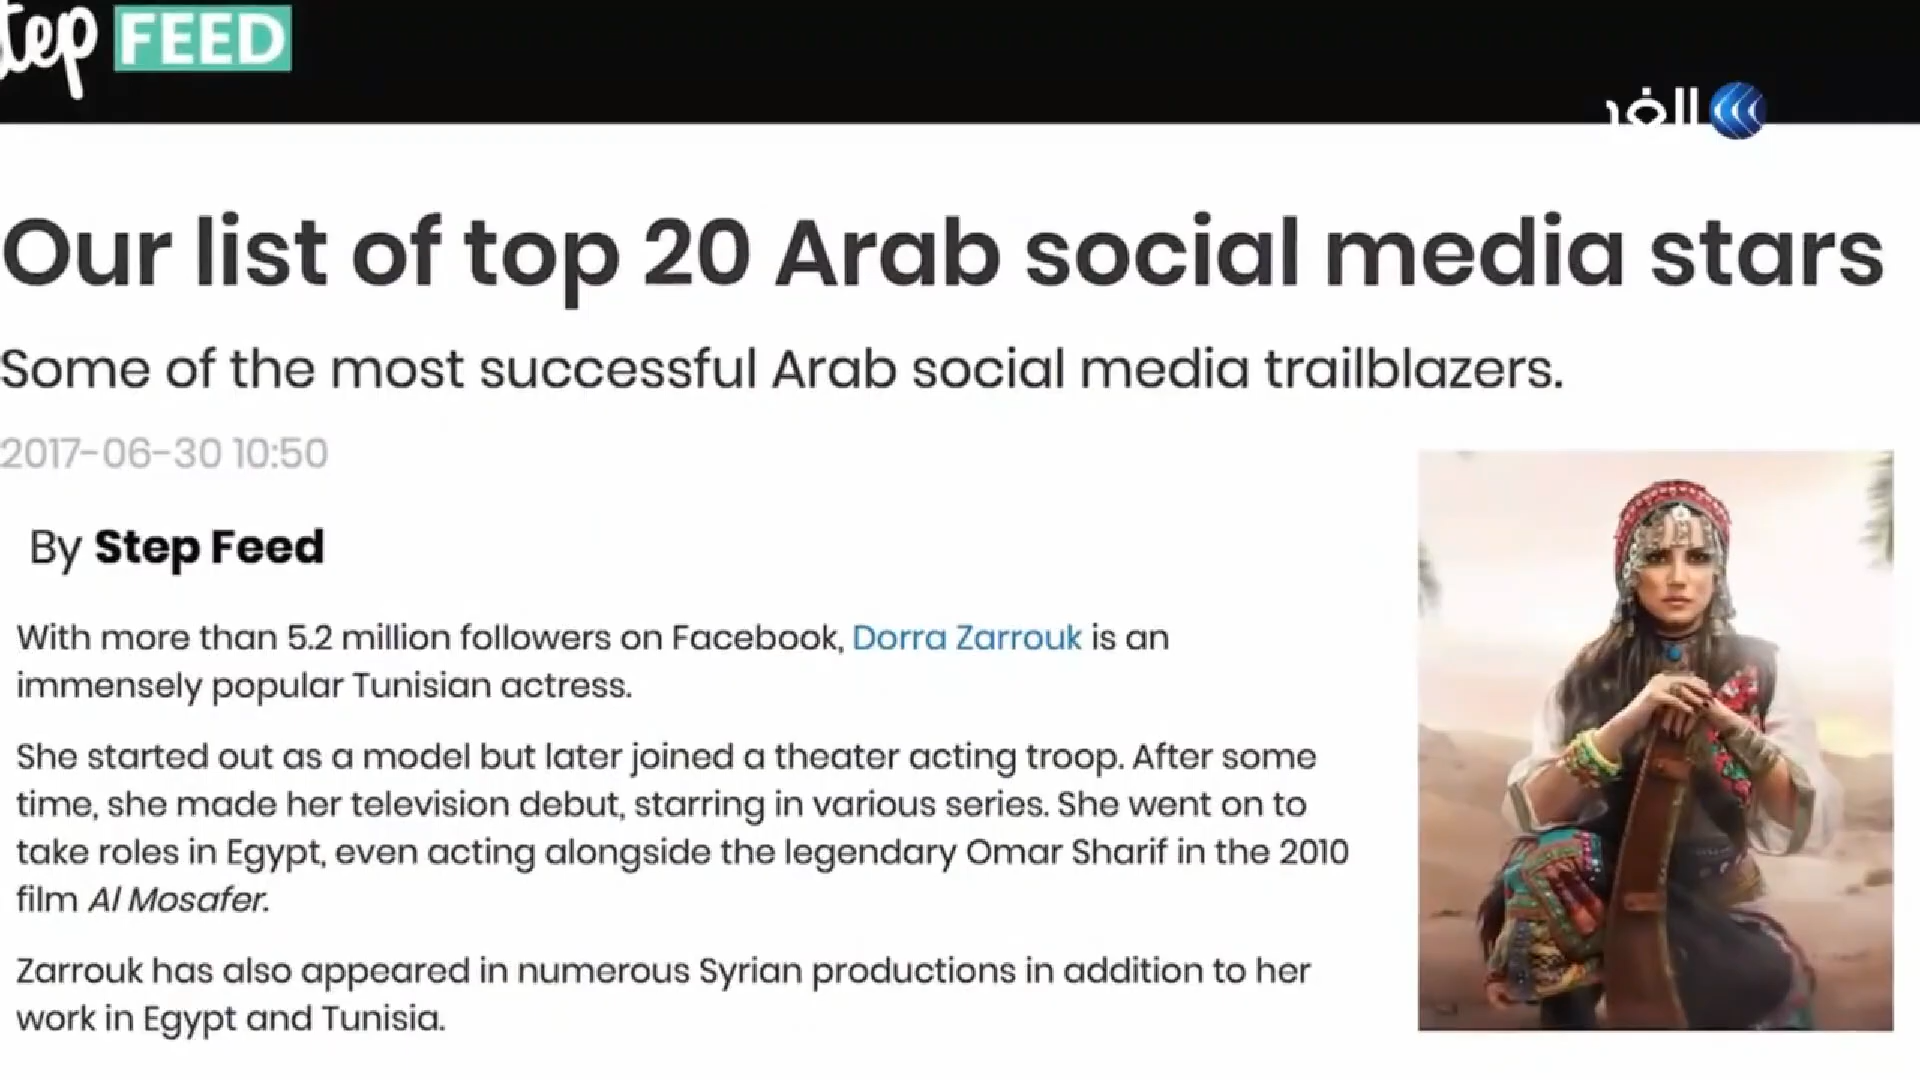 tep FEED
الغد
Our list of top 20 Arab social media stars
Some of the most successful Arab social media trailblazers.
2017-06-30 10:50
By Step Feed
With more than 5.2 million followers on Facebook, Dorra Zarrouk is an
immensely popular Tunisian actress.
She started out as a model but later joined a theater acting troop. After some
time, she made her television debut, starring in various series. She went on to
take roles in Egypt, even acting alongside the legendary Omar Sharif in the 2010
film Al Mosafer.
Zarrouk has also appeared in numerous Syrian productions in addition to her
work in Egypt and Tunisia.